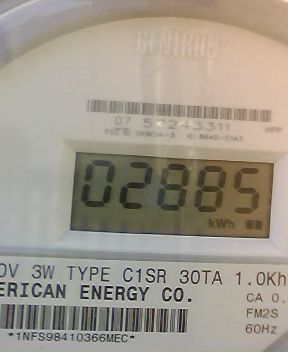 CENTRON
07 57243311 HPP
02885
kWh
0V 3W TYPE C1SR 30TA 1.0Kh
ERICAN ENERGY CO. CA 0.
FM2S
60Hz
*1NFS98410366MEC*